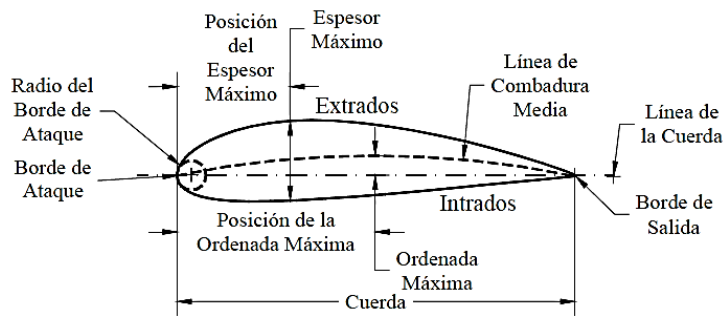 Posición
del
Espesor
Máximo
Espesor
Máximo
Radio del
Borde de
Ataque
Extrados
Línea de
Combadura
Media
Línea de
la Cuerda
Borde de
Ataque
Posición de la
Ordenada Máxima
Intrados
Borde de
Salida
Ordenada
Máxima
Cuerda